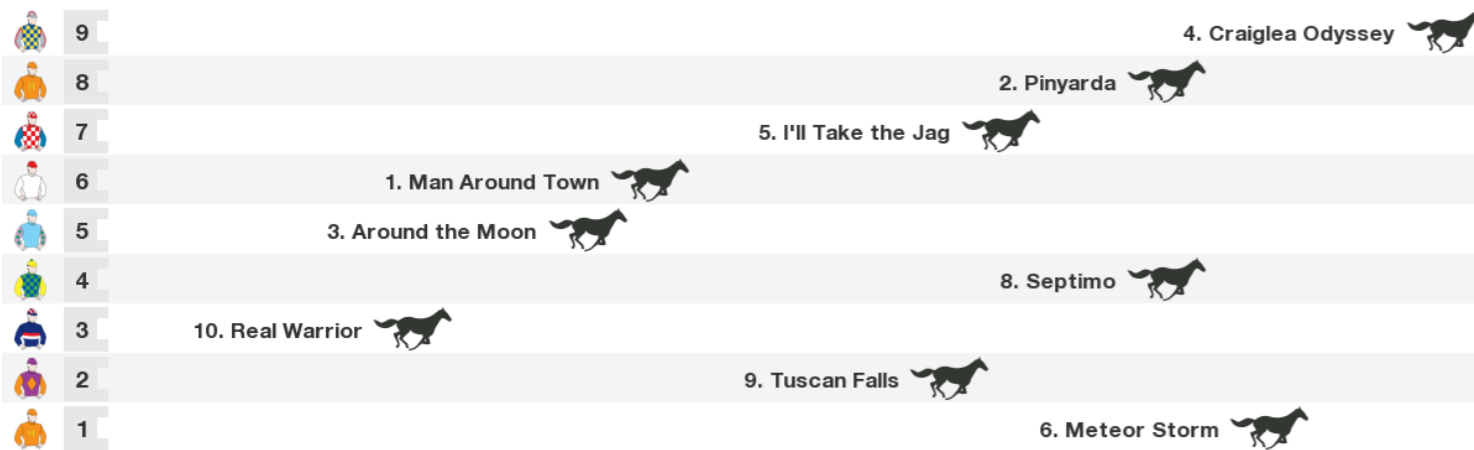 9 4. Craiglea Odyssey
8 2. Pinyarda
7 5. I'll Take the Jag
6 1. Man Around Town
5 3. Around the Moon
4 8. Septimo
3 10. Real Warrior
2 9. Tuscan Falls
1 6. Meteor Storm